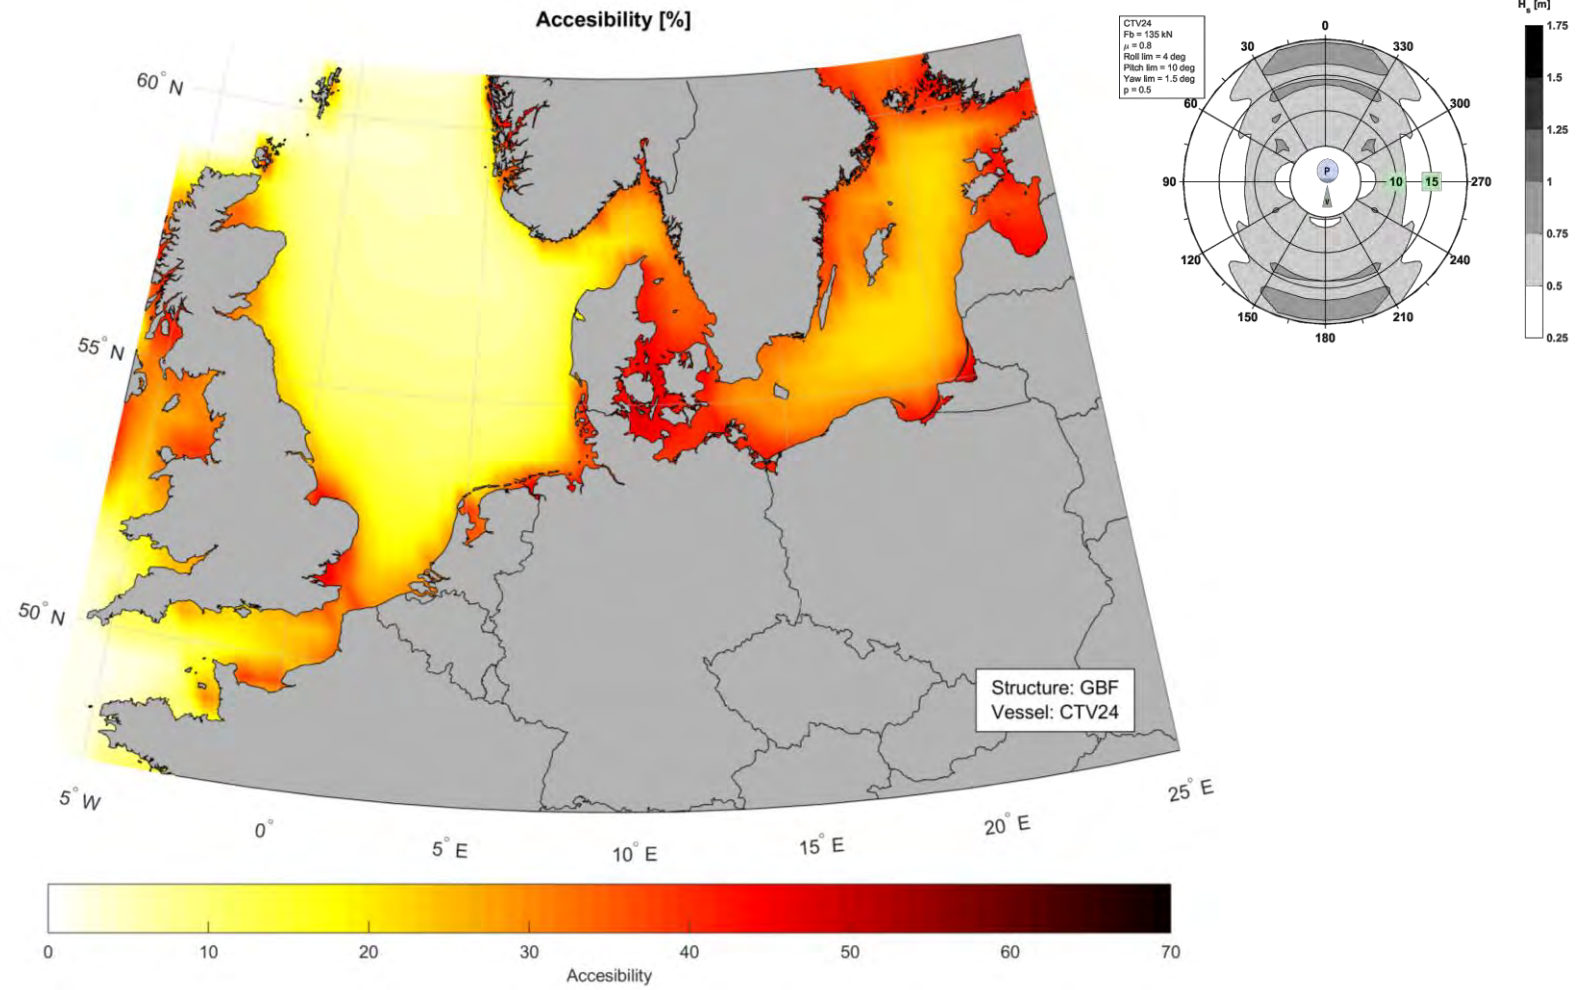 Accesibility [%]
60° N
55° N
50° N
5° W
0°
5° E
10° E
15° E
20° E
25° E
Structure: GBF
Vessel: CTV24
0
10
20
30
40
50
60
70
Accesibility
CTV24
Fb = 135 kN
μ = 0.8
Roll lim = 4 deg
Pitch lim = 10 deg
Yaw lim = 1.5 deg
p = 0.5
0
30
330
60
300
90
P
10
15
270
V
120
240
150
210
180
Hs [m]
1.75
1.5
1.25
1
0.75
0.5
0.25